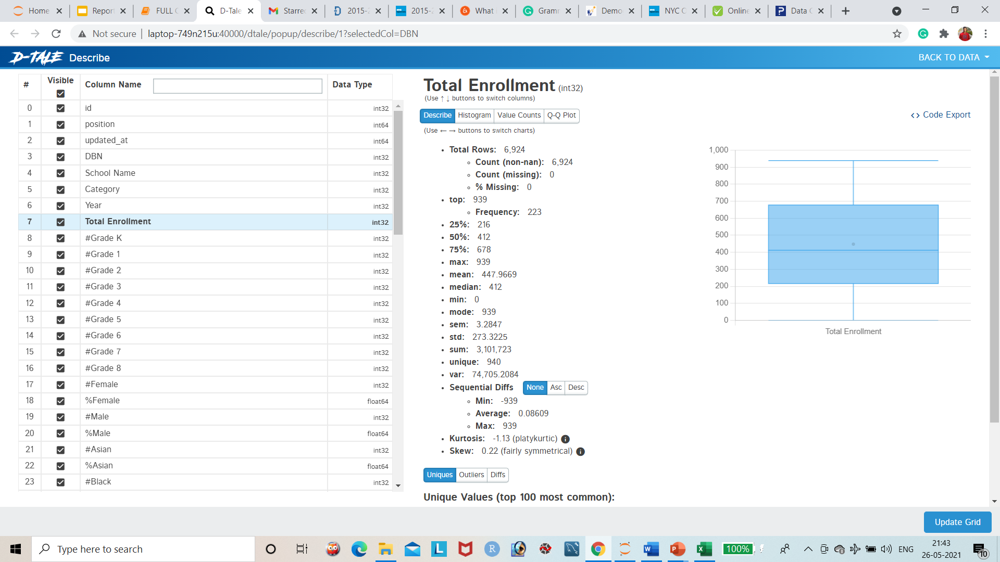 Home
Repor
FULL
D-Tale
Starre
2015-2
2015-2
What
Gramr
Demo
NYC C
Online
Data C
Not secure | laptop-749n215u:40000/dtale/popup/describe/1?selectedCol=DBN
D-TALE Describe
BACK TO DATA
# Visible Column Name Data Type
0 id int32
1 position int64
2 updated_at int64
3 DBN int32
4 School Name int32
5 Category int32
6 Year int32
7 Total Enrollment int32
8 #Grade K int32
9 #Grade 1 int32
10 #Grade 2 int32
11 #Grade 3 int32
12 #Grade 4 int32
13 #Grade 5 int32
14 #Grade 6 int32
15 #Grade 7 int32
16 #Grade 8 int32
17 #Female int32
18 %Female float64
19 #Male int32
20 %Male float64
21 #Asian int32
22 %Asian float64
23 #Black int32
Total Enrollment (int32)
(Use ↑ ↓ buttons to switch columns)
Describe Histogram Value Counts Q-Q Plot
<> Code Export
(Use ← → buttons to switch charts)
Total Rows: 6,924
Count (non-nan): 6,924
Count (missing): 0
% Missing: 0
top: 939
Frequency: 223
25%: 216
50%: 412
75%: 678
max: 939
mean: 447.9669
median: 412
min: 0
mode: 939
sem: 3.2847
std: 273.3225
sum: 3,101,723
unique: 940
var: 74,705.2084
Sequential Diffs None Asc Desc
Min: -939
Average: 0.08609
Max: 939
Kurtosis: -1.13 (platykurtic)
Skew: 0.22 (fairly symmetrical)
Uniques Outliers Diffs
Unique Values (top 100 most common):
1,000
900
800
700
600
500
400
300
200
100
0
Total Enrollment
Update Grid
Type here to search
100%
ENG
21:43
26-05-2021
10